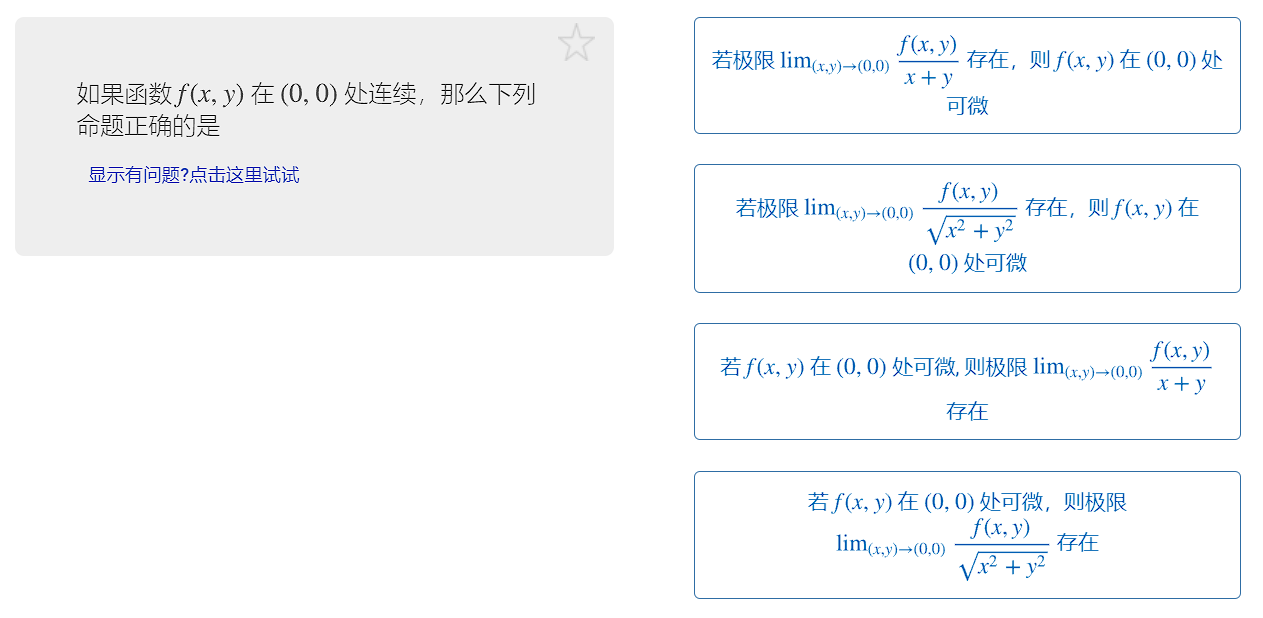 如果函数 f(x, y) 在 (0, 0) 处连续，那么下列
命题正确的是
显示有问题?点击这里试试
若极限 lim_{(x,y)→(0,0)} \frac{f(x, y)}{x + y} 存在，则 f(x, y) 在 (0, 0) 处
可微
若极限 lim_{(x,y)→(0,0)} \frac{f(x, y)}{\sqrt{x^2 + y^2}} 存在，则 f(x, y) 在
(0, 0) 处可微
若 f(x, y) 在 (0, 0) 处可微, 则极限 lim_{(x,y)→(0,0)} \frac{f(x, y)}{x + y}
存在
若 f(x, y) 在 (0, 0) 处可微，则极限
lim_{(x,y)→(0,0)} \frac{f(x, y)}{\sqrt{x^2 + y^2}} 存在